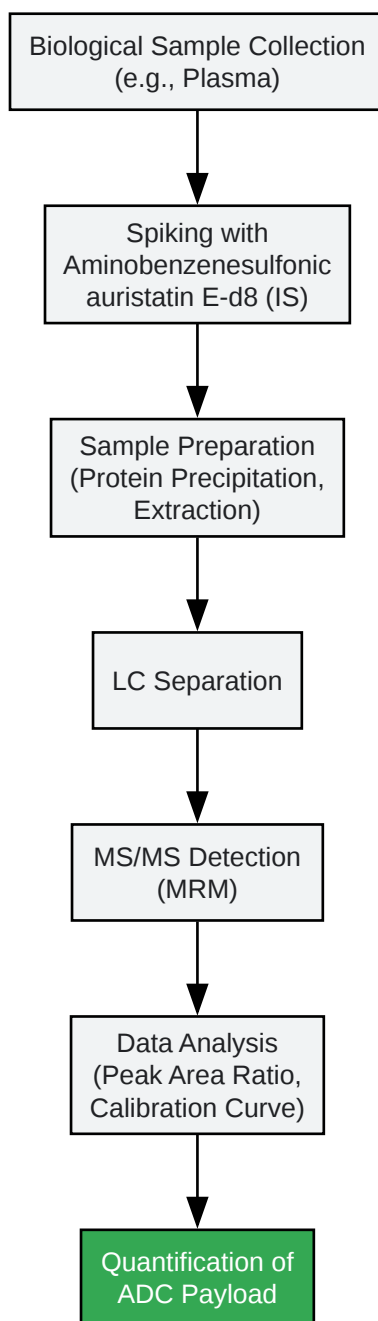 Biological Sample Collection
(e.g., Plasma)
Spiking with
Aminobenzenesulfonic
auristatin E-d8 (IS)
Sample Preparation
(Protein Precipitation,
Extraction)
LC Separation
MS/MS Detection
(MRM)
Data Analysis
(Peak Area Ratio,
Calibration Curve)
Quantification of
ADC Payload